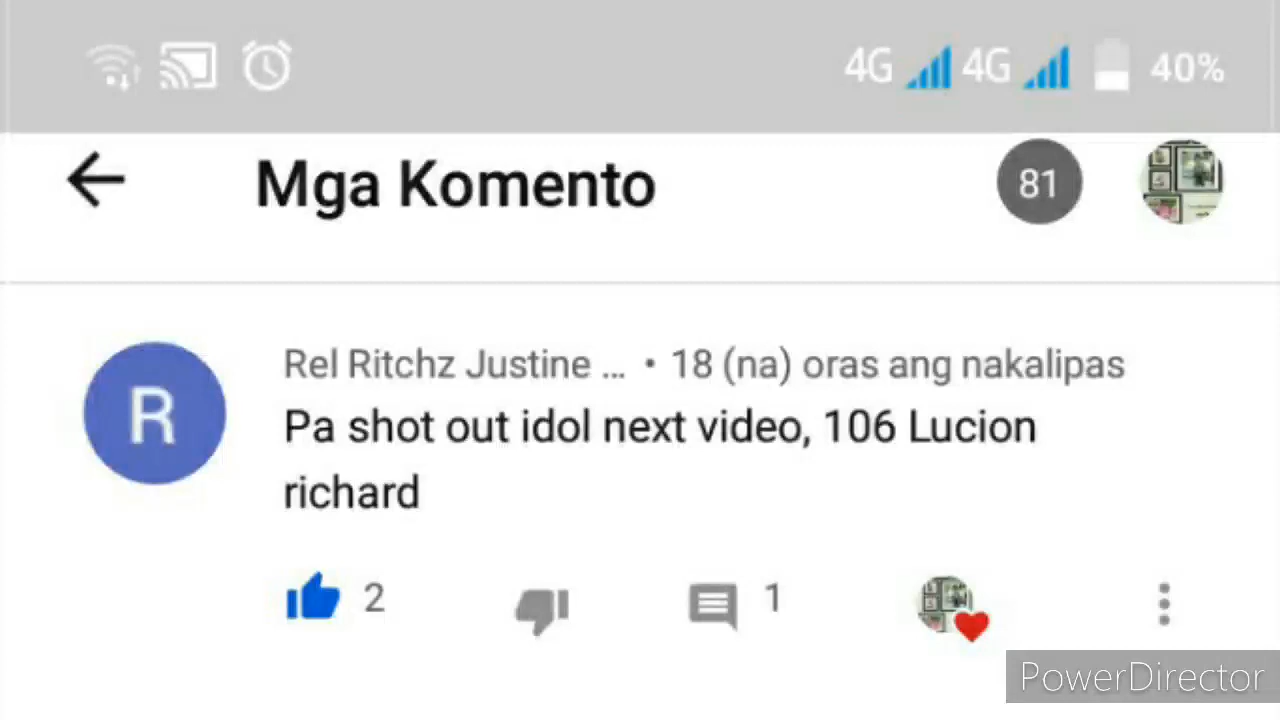 4G 4G 40%
Mga Komento 81
R
Rel Ritchz Justine ... • 18 (na) oras ang nakalipas
Pa shot out idol next video, 106 Lucion
richard
2 1
PowerDirector